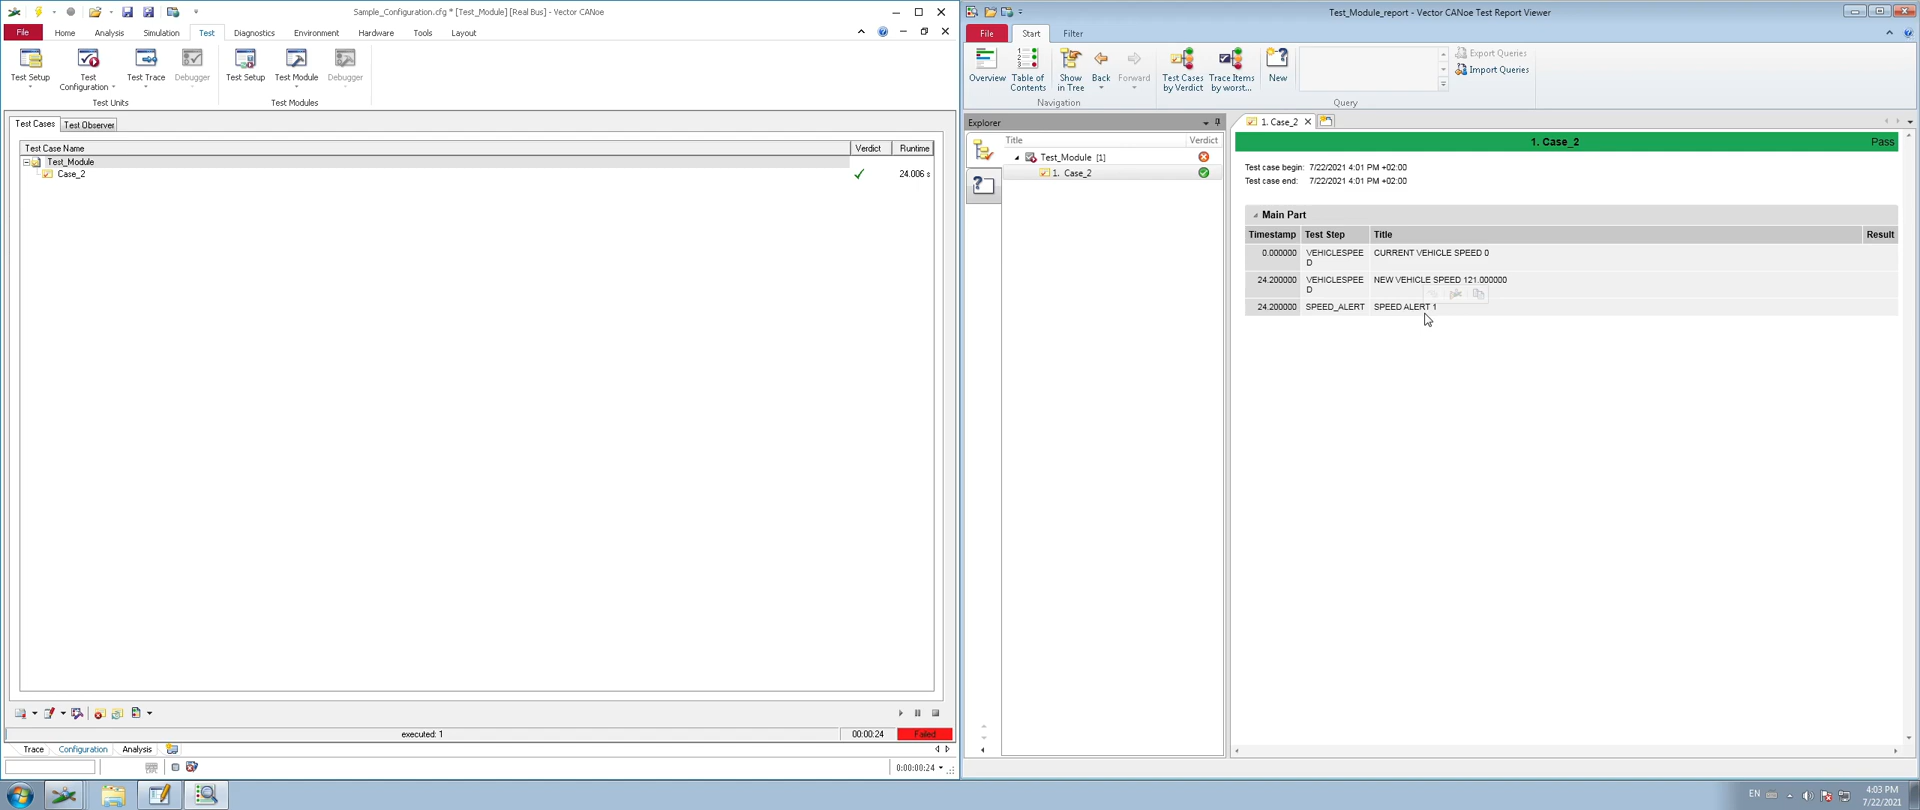 Sample_Configuration.cfg * [Test_Module] [Real Bus] - Vector CANoe
File Home Analysis Simulation Test Diagnostics Environment Hardware Tools Layout
Test Setup
Test Configuration
Test Trace
Debugger
Test Setup
Test Module
Debugger
Test Units
Test Modules
Test Cases
Test Observer
Test Case Name Verdict Runtime
Test_Module
Case_2 24.006 s
executed: 1 00:00:24 Failed
Trace Configuration Analysis
0:00:00:24
Test_Module_report - Vector CANoe Test Report Viewer
File Start Filter
Overview
Table of Contents
Show in Tree
Back
Forward
Test Cases by Verdict
Trace Items by worst...
New
Export Queries
Import Queries
Navigation
Query
Explorer
Title Verdict
Test_Module [1]
1. Case_2
1. Case_2
1. Case_2 Pass
Test case begin: 7/22/2021 4:01 PM +02:00
Test case end: 7/22/2021 4:01 PM +02:00
Main Part
Timestamp Test Step Title Result
0.000000 VEHICLESPEE CURRENT VEHICLE SPEED 0
D
24.200000 VEHICLESPEE NEW VEHICLE SPEED 121.000000
D
24.200000 SPEED_ALERT SPEED ALERT 1
EN
4:03 PM
7/22/2021